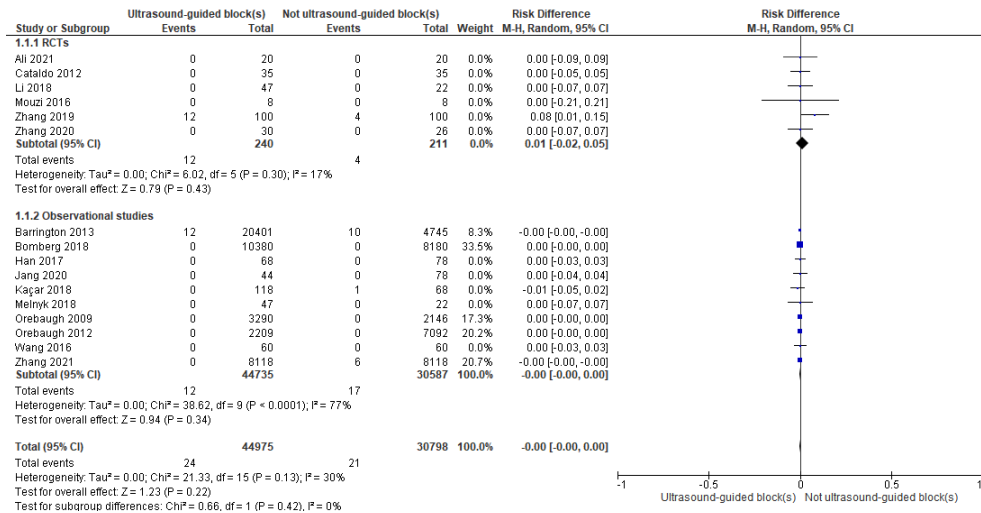 Ultrasound-guided block(s) Not ultrasound-guided block(s) Risk Difference Risk Difference
Study or Subgroup Events Total Events Total Weight M-H, Random, 95% CI M-H, Random, 95% CI
1.1.1 RCTs
Ali 2021 0 20 0 20 0.0% 0.00 [-0.09, 0.09]
Cataldo 2012 0 35 0 35 0.0% 0.00 [-0.05, 0.05]
Li 2018 0 47 0 22 0.0% 0.00 [-0.07, 0.07]
Mouzi 2016 0 8 0 8 0.0% 0.00 [-0.21, 0.21]
Zhang 2019 12 100 4 100 0.0% 0.08 [0.01, 0.15]
Zhang 2020 0 30 0 26 0.0% 0.00 [-0.07, 0.07]
Subtotal (95% CI) 240 211 0.0% 0.01 [-0.02, 0.05]
Total events 12 4
Heterogeneity: Tau² = 0.00; Chi² = 6.02, df = 5 (P = 0.30); I² = 17%
Test for overall effect: Z = 0.79 (P = 0.43)
1.1.2 Observational studies
Barrington 2013 12 20401 10 4745 8.3% -0.00 [-0.00, -0.00]
Bomberg 2018 0 10380 0 8180 33.5% 0.00 [-0.00, 0.00]
Han 2017 0 68 0 78 0.0% 0.00 [-0.03, 0.03]
Jang 2020 0 44 0 78 0.0% 0.00 [-0.04, 0.04]
Kaçar 2018 0 118 1 68 0.0% -0.01 [-0.05, 0.02]
Melnyk 2018 0 47 0 22 0.0% 0.00 [-0.07, 0.07]
Orebaugh 2009 0 3290 0 2146 17.3% 0.00 [-0.00, 0.00]
Orebaugh 2012 0 2209 0 7092 20.2% 0.00 [-0.00, 0.00]
Wang 2016 0 60 0 60 0.0% 0.00 [-0.03, 0.03]
Zhang 2021 0 8118 6 8118 20.7% -0.00 [-0.00, -0.00]
Subtotal (95% CI) 44735 30587 100.0% -0.00 [-0.00, 0.00]
Total events 12 17
Heterogeneity: Tau² = 0.00; Chi² = 38.62, df = 9 (P < 0.0001); I² = 77%
Test for overall effect: Z = 0.94 (P = 0.34)
Total (95% CI) 44975 30798 100.0% -0.00 [-0.00, 0.00]
Total events 24 21
Heterogeneity: Tau² = 0.00; Chi² = 21.33, df = 15 (P = 0.13); I² = 30%
Test for overall effect: Z = 1.23 (P = 0.22)
Test for subgroup differences: Chi² = 0.66, df = 1 (P = 0.42), I² = 0%
-1 -0.5 0 0.5 1
Ultrasound-guided block(s) Not ultrasound-guided block(s)